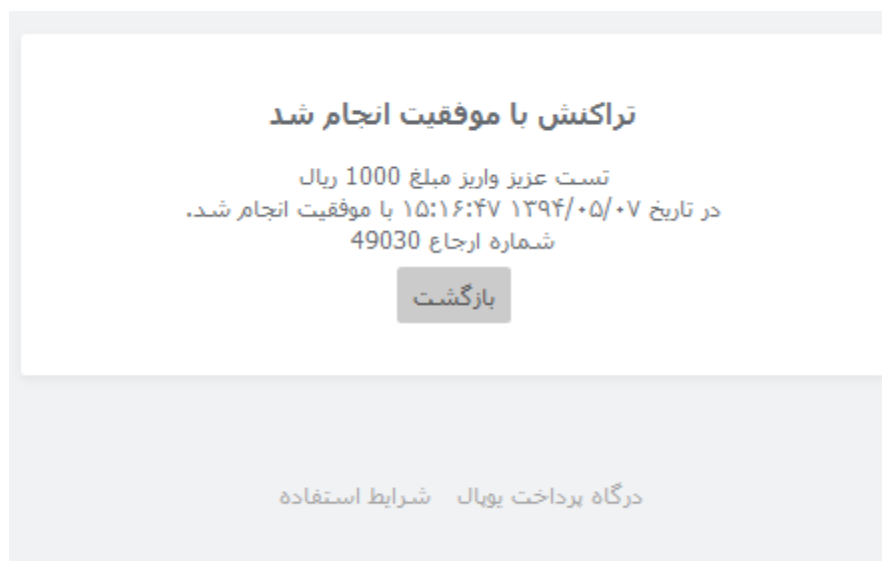 تراکنش با موفقیت انجام شد
تست عزیز واریز مبلغ 1000 ریال
در تاریخ ۱۳۹۴/۰۵/۰۷ ۱۵:۱۶:۴۷ با موفقیت انجام شد.
شماره ارجاع 49030
بازگشت
درگاه پرداخت یوپال شرایط استفاده